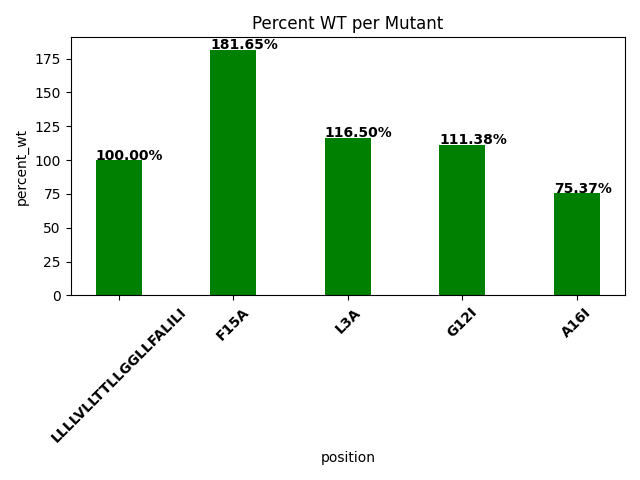 Percent WT per Mutant
percent_wt
175
150
125
100
75
50
25
0
100.00%
181.65%
116.50%
111.38%
75.37%
LLLLVLLTTLLGGLLFALILI
F15A
L3A
G12I
A16I
position